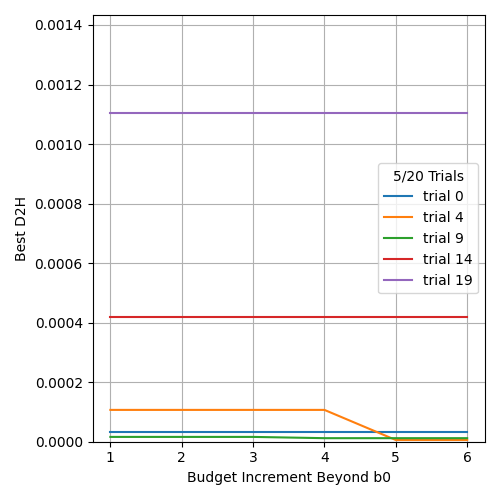 0.0014
0.0012
0.0010
0.0008
0.0006
0.0004
0.0002
0.0000
Best D2H
5/20 Trials
trial 0
trial 4
trial 9
trial 14
trial 19
1 2 3 4 5 6
Budget Increment Beyond b0